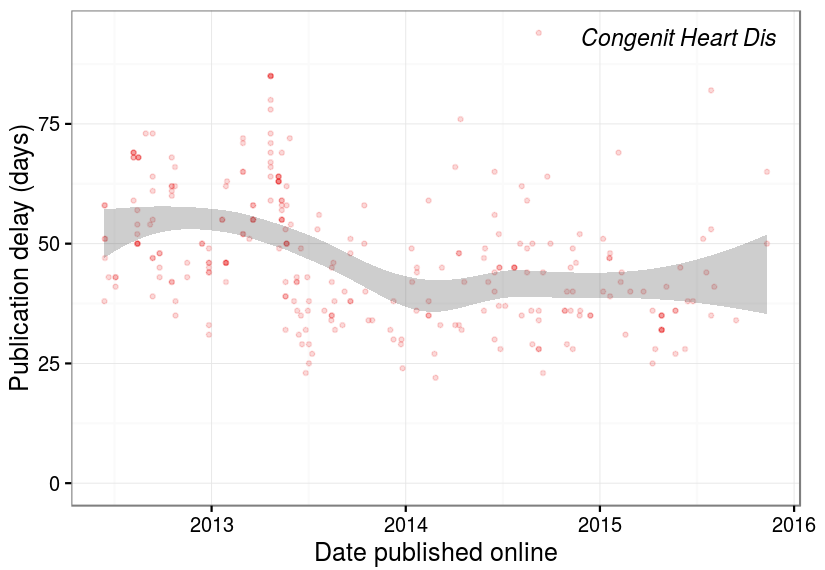 Congenit Heart Dis
Publication delay (days)
75
50
25
0
2013 2014 2015 2016
Date published online